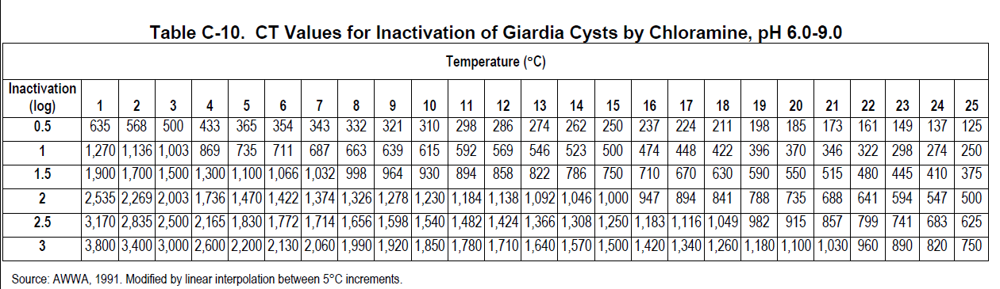 Table C-10. CT Values for Inactivation of Giardia Cysts by Chloramine, pH 6.0-9.0
Temperature (°C)
Inactivation
(log) 1 2 3 4 5 6 7 8 9 10 11 12 13 14 15 16 17 18 19 20 21 22 23 24 25
0.5 635 568 500 433 365 354 343 332 321 310 298 286 274 262 250 237 224 211 198 185 173 161 149 137 125
1 1,270 1,136 1,003 869 735 711 687 663 639 615 592 569 546 523 500 474 448 422 396 370 346 322 298 274 250
1.5 1,900 1,700 1,500 1,300 1,100 1,066 1,032 998 964 930 894 858 822 786 750 710 670 630 590 550 515 480 445 410 375
2 2,535 2,269 2,003 1,736 1,470 1,422 1,374 1,326 1,278 1,230 1,184 1,138 1,092 1,046 1,000 947 894 841 788 735 688 641 594 547 500
2.5 3,170 2,835 2,500 2,165 1,830 1,772 1,714 1,656 1,598 1,540 1,482 1,424 1,366 1,308 1,250 1,183 1,116 1,049 982 915 857 799 741 683 625
3 3,800 3,400 3,000 2,600 2,200 2,130 2,060 1,990 1,920 1,850 1,780 1,710 1,640 1,570 1,500 1,420 1,340 1,260 1,180 1,100 1,030 960 890 820 750
Source: AWWA, 1991. Modified by linear interpolation between 5°C increments.